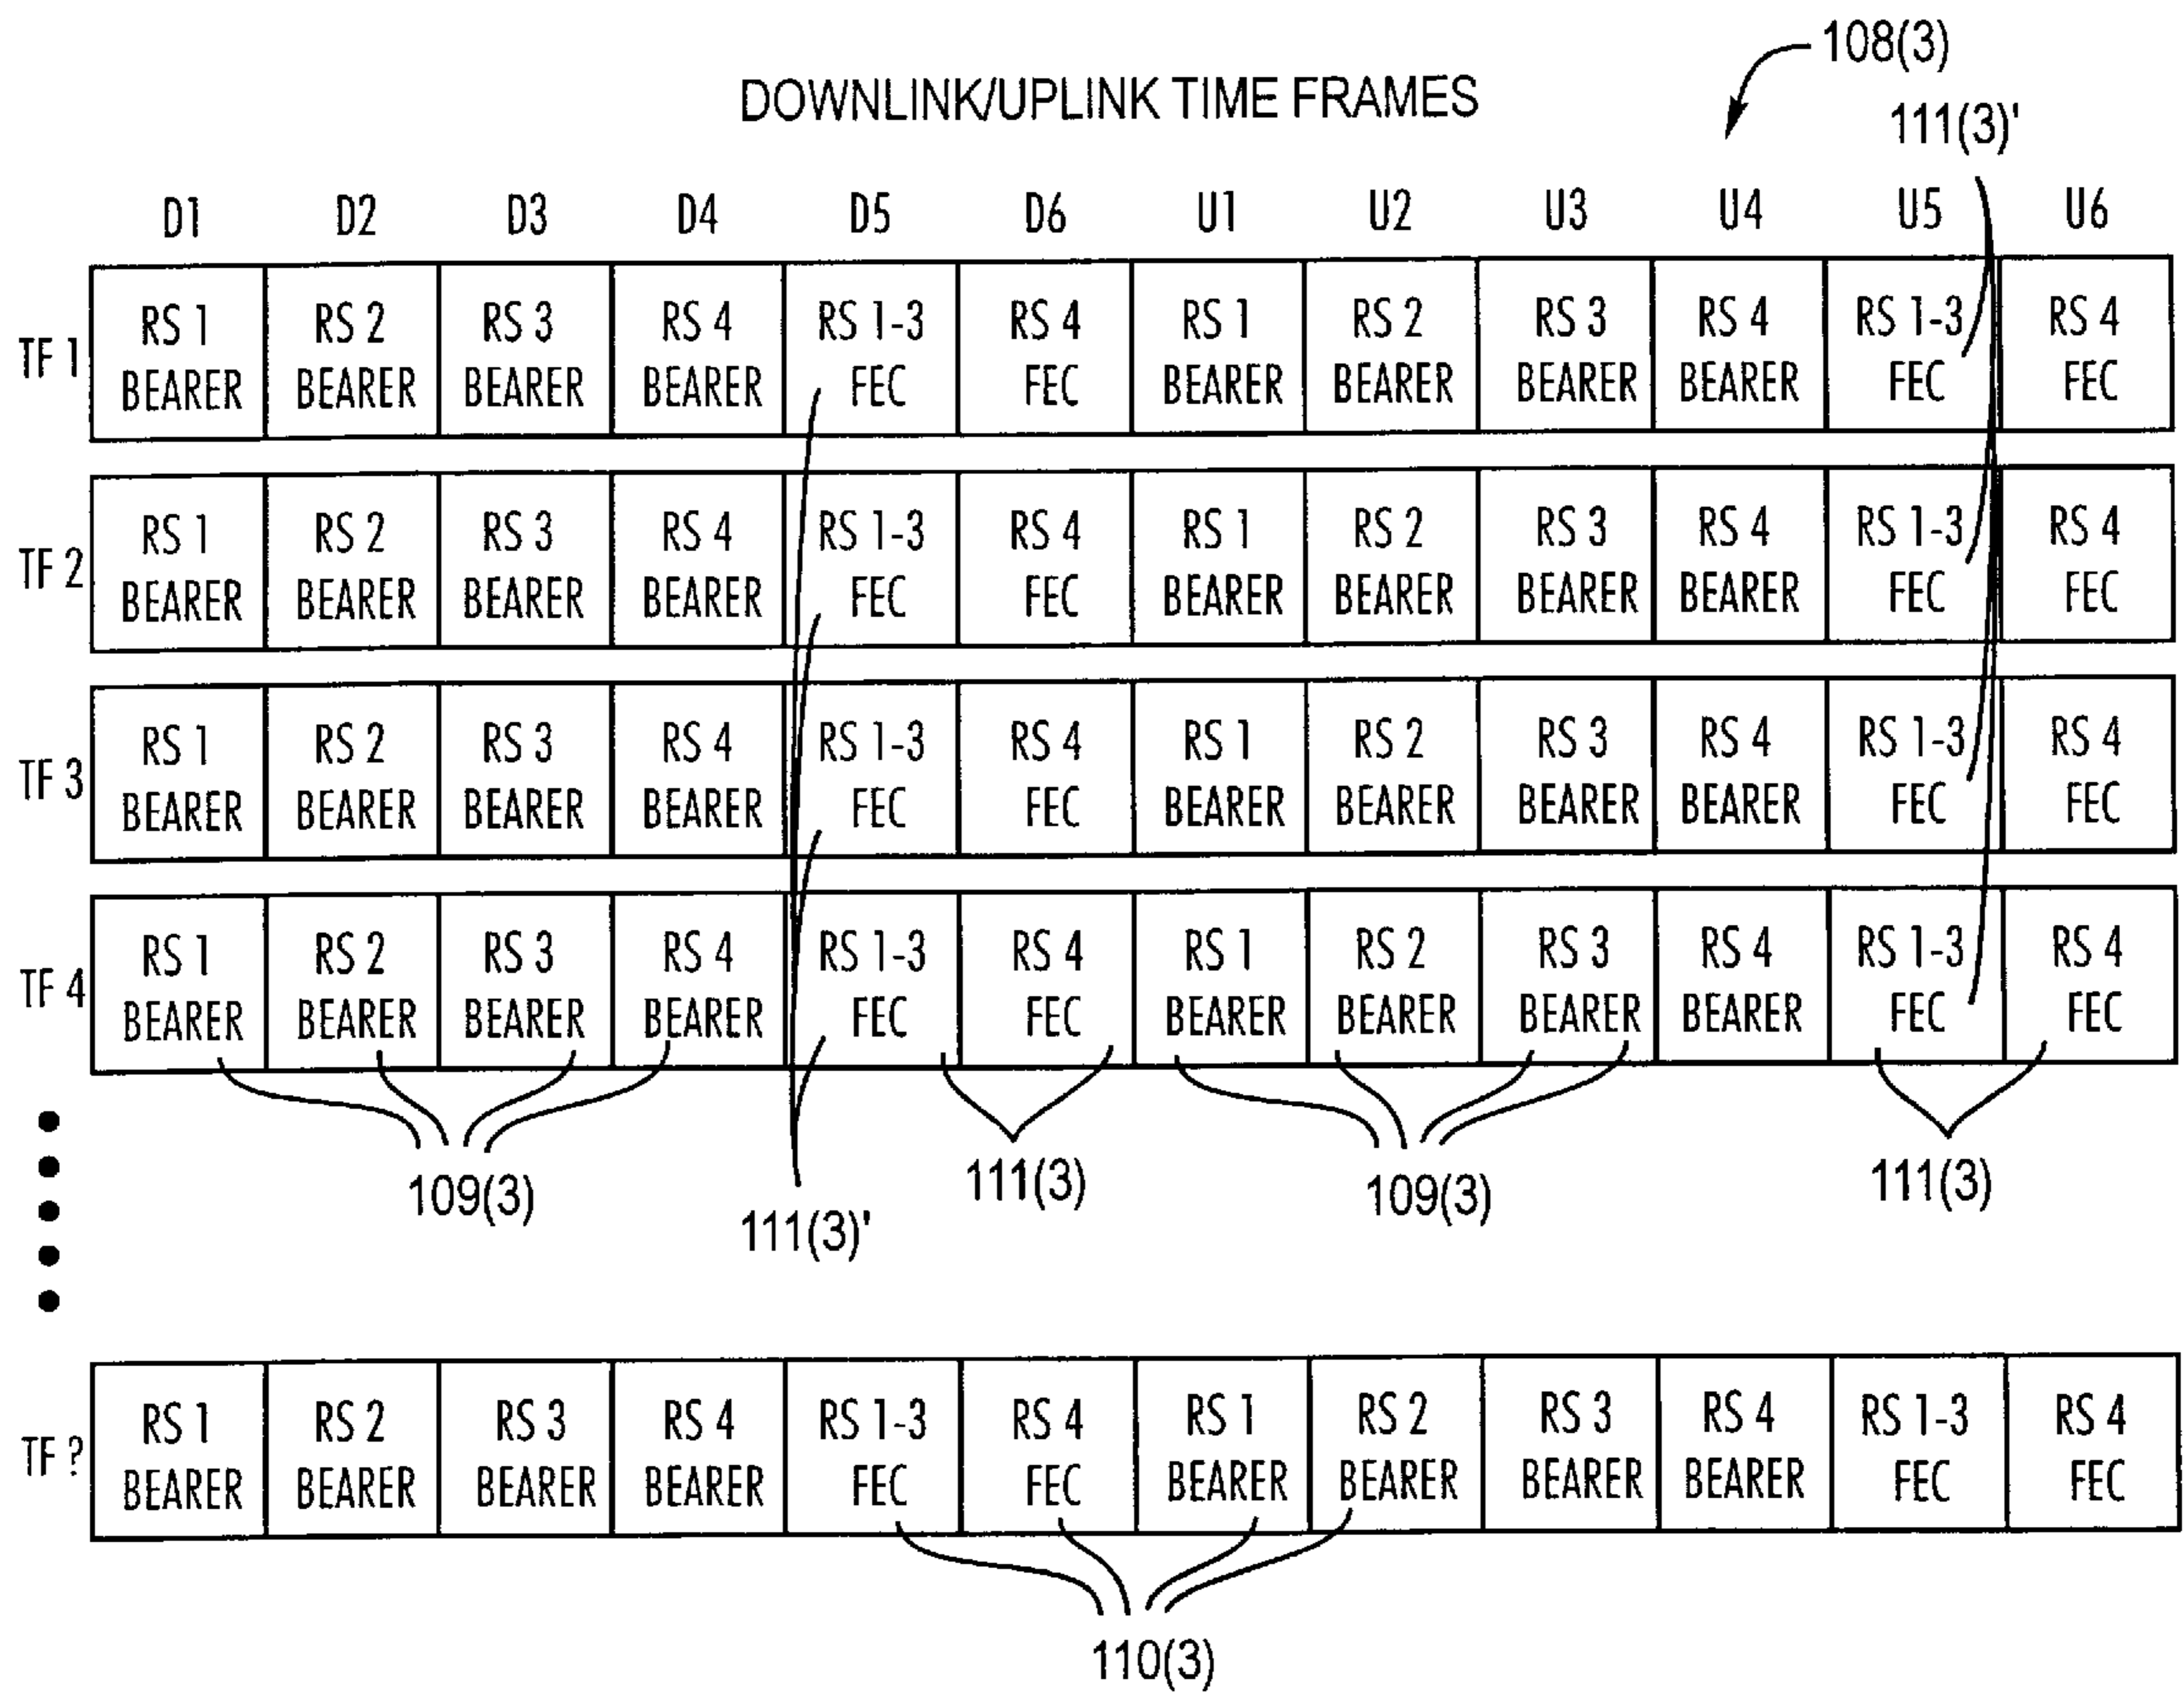 108(3)
DOWNLINK/UPLINK TIME FRAMES
111(3)'
D1 D2 D3 D4 D5 D6 U1 U2 U3 U4 U5 U6
TF 1
RS 1 RS 2 RS 3 RS 4 RS 1-3 RS 4 RS 1 RS 2 RS 3 RS 4 RS 1-3 RS 4
BEARER BEARER BEARER BEARER FEC FEC BEARER BEARER BEARER BEARER FEC FEC
TF 2
RS 1 RS 2 RS 3 RS 4 RS 1-3 RS 4 RS 1 RS 2 RS 3 RS 4 RS 1-3 RS 4
BEARER BEARER BEARER BEARER FEC FEC BEARER BEARER BEARER BEARER FEC FEC
TF 3
RS 1 RS 2 RS 3 RS 4 RS 1-3 RS 4 RS 1 RS 2 RS 3 RS 4 RS 1-3 RS 4
BEARER BEARER BEARER BEARER FEC FEC BEARER BEARER BEARER BEARER FEC FEC
TF 4
RS 1 RS 2 RS 3 RS 4 RS 1-3 RS 4 RS 1 RS 2 RS 3 RS 4 RS 1-3 RS 4
BEARER BEARER BEARER BEARER FEC FEC BEARER BEARER BEARER BEARER FEC FEC
109(3) 111(3)' 111(3) 109(3) 111(3)
TF ?
RS 1 RS 2 RS 3 RS 4 RS 1-3 RS 4 RS 1 RS 2 RS 3 RS 4 RS 1-3 RS 4
BEARER BEARER BEARER BEARER FEC FEC BEARER BEARER BEARER BEARER FEC FEC
110(3)